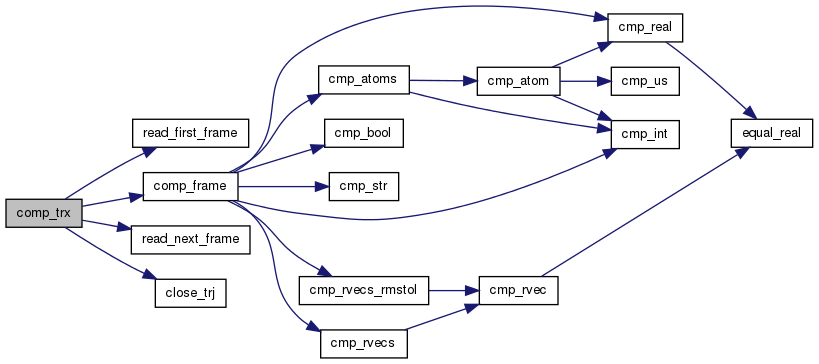 comp_trx
read_first_frame
comp_frame
read_next_frame
close_trj
cmp_atoms
cmp_bool
cmp_str
cmp_rvecs_rmstol
cmp_rvecs
cmp_atom
cmp_rvec
cmp_real
cmp_us
cmp_int
equal_real